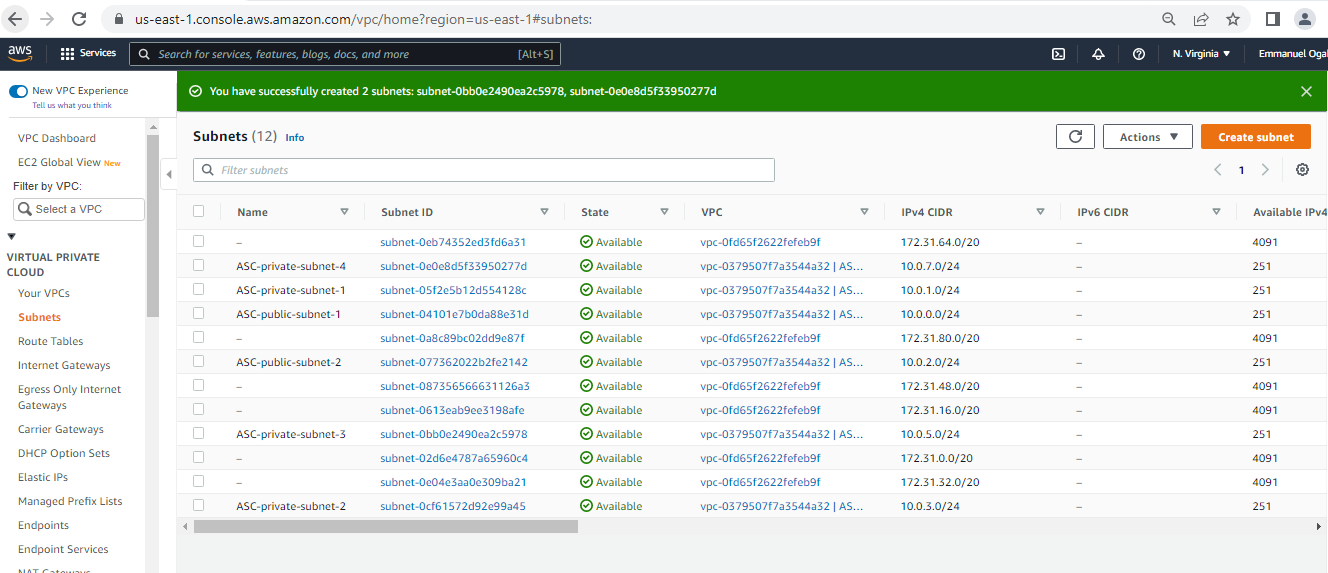 us-east-1.console.aws.amazon.com/vpc/home?region=us-east-1#subnets:
aws Services Search for services, features, blogs, docs, and more [Alt+S] N. Virginia ▼ Emmanuel Ogal
New VPC Experience
Tell us what you think
You have successfully created 2 subnets: subnet-0bb0e2490ea2c5978, subnet-0e0e8d5f33950277d
VPC Dashboard
EC2 Global View New
Filter by VPC:
Select a VPC
VIRTUAL PRIVATE
CLOUD
Your VPCs
Subnets
Route Tables
Internet Gateways
Egress Only Internet
Gateways
Carrier Gateways
DHCP Option Sets
Elastic IPs
Managed Prefix Lists
Endpoints
Endpoint Services
NAT Gateways
Subnets (12) Info
Actions ▼ Create subnet
Filter subnets
1
Name Subnet ID State VPC IPv4 CIDR IPv6 CIDR Available IPv4
– subnet-0eb74352ed3fd6a31 Available vpc-0fd65f2622fefeb9f 172.31.64.0/20 – 4091
ASC-private-subnet-4 subnet-0e0e8d5f33950277d Available vpc-0379507f7a3544a32 | AS... 10.0.7.0/24 – 251
ASC-private-subnet-1 subnet-05f2e5b12d554128c Available vpc-0379507f7a3544a32 | AS... 10.0.1.0/24 – 251
ASC-public-subnet-1 subnet-04101e7b0da88e31d Available vpc-0379507f7a3544a32 | AS... 10.0.0.0/24 – 251
– subnet-0a8c89bc02dd9e87f Available vpc-0fd65f2622fefeb9f 172.31.80.0/20 – 4091
ASC-public-subnet-2 subnet-077362022b2fe2142 Available vpc-0379507f7a3544a32 | AS... 10.0.2.0/24 – 251
– subnet-087356566631126a3 Available vpc-0fd65f2622fefeb9f 172.31.48.0/20 – 4091
– subnet-0613eab9ee3198afe Available vpc-0fd65f2622fefeb9f 172.31.16.0/20 – 4091
ASC-private-subnet-3 subnet-0bb0e2490ea2c5978 Available vpc-0379507f7a3544a32 | AS... 10.0.5.0/24 – 251
– subnet-02d6e4787a65960c4 Available vpc-0fd65f2622fefeb9f 172.31.0.0/20 – 4091
– subnet-0e04e3aa0e309ba21 Available vpc-0fd65f2622fefeb9f 172.31.32.0/20 – 4091
ASC-private-subnet-2 subnet-0cf61572d92e99a45 Available vpc-0379507f7a3544a32 | AS... 10.0.3.0/24 – 251